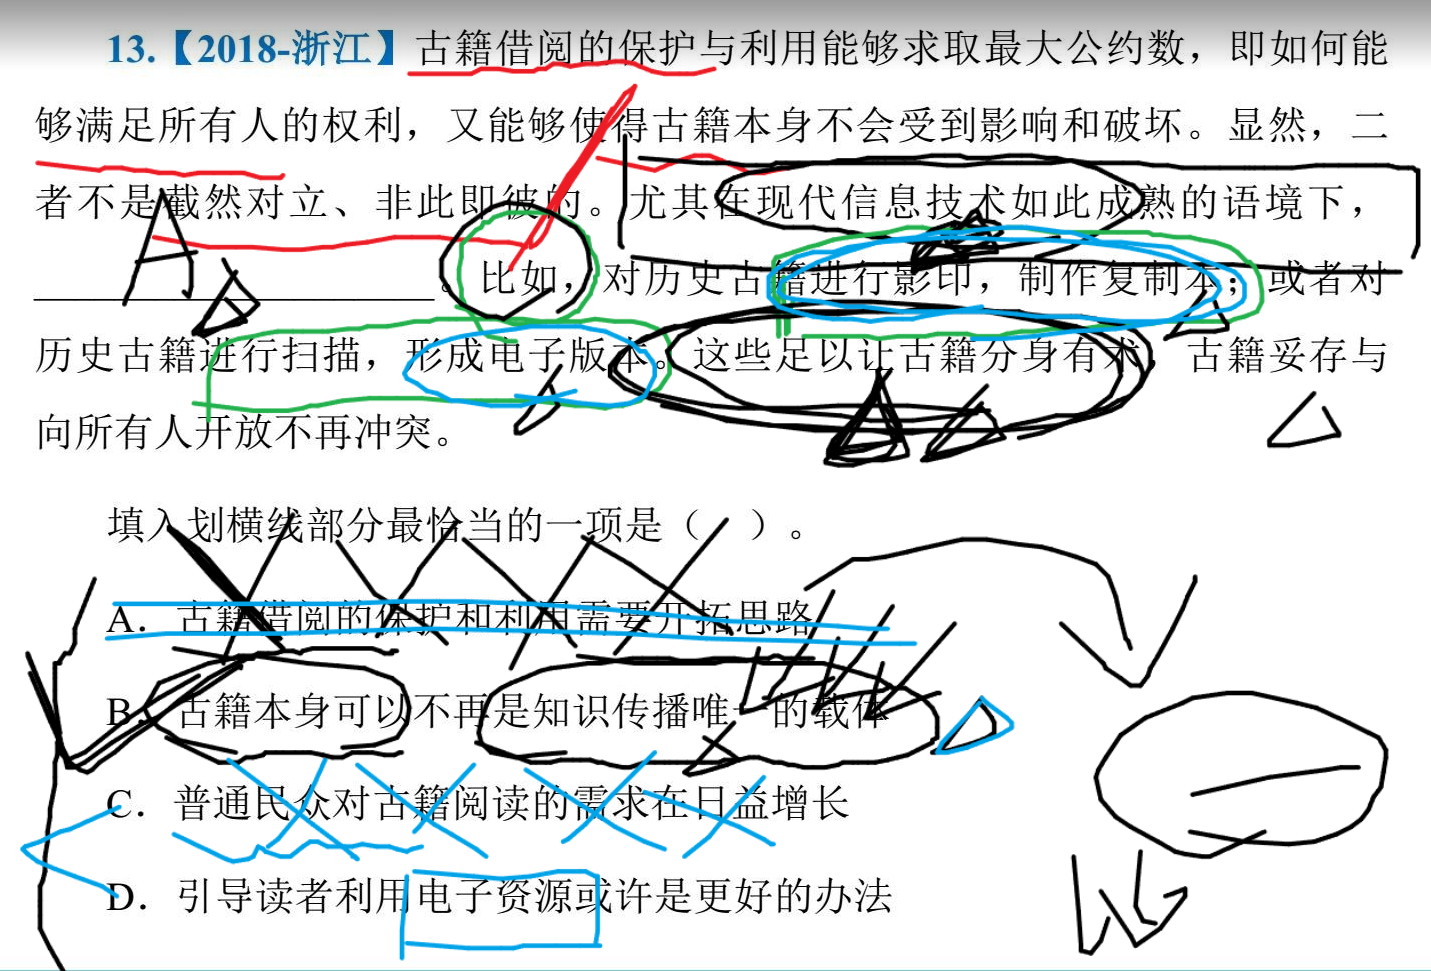 13.【2018-浙江】古籍借阅的保护与利用能够求取最大公约数，即如何能
够满足所有人的权利，又能够使得古籍本身不会受到影响和破坏。显然，二
者不是截然对立、非此即彼的。尤其在现代信息技术如此成熟的语境下，
____________________。比如，对历史古籍进行影印，制作复制本；或者对
历史古籍进行扫描，形成电子版本。这些足以让古籍分身有术，古籍妥存与
向所有人开放不再冲突。
填入划横线部分最恰当的一项是（ ）。
A. 古籍借阅的保护和利用需要开拓思路
B. 古籍本身可以不再是知识传播唯一的载体
C. 普通民众对古籍阅读的需求在日益增长
D. 引导读者利用电子资源或许是更好的办法
A